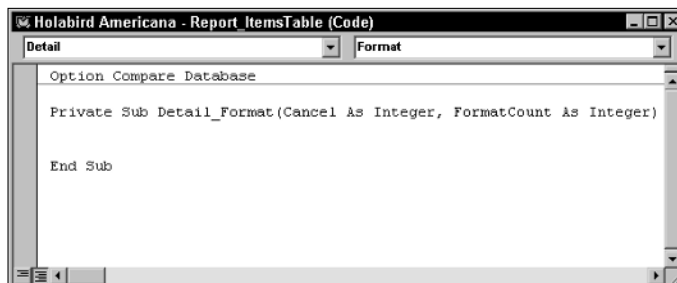 Holabird Americana - Report_ItemsTable (Code)
Detail Format
Option Compare Database
Private Sub Detail_Format(Cancel As Integer, FormatCount As Integer)
End Sub